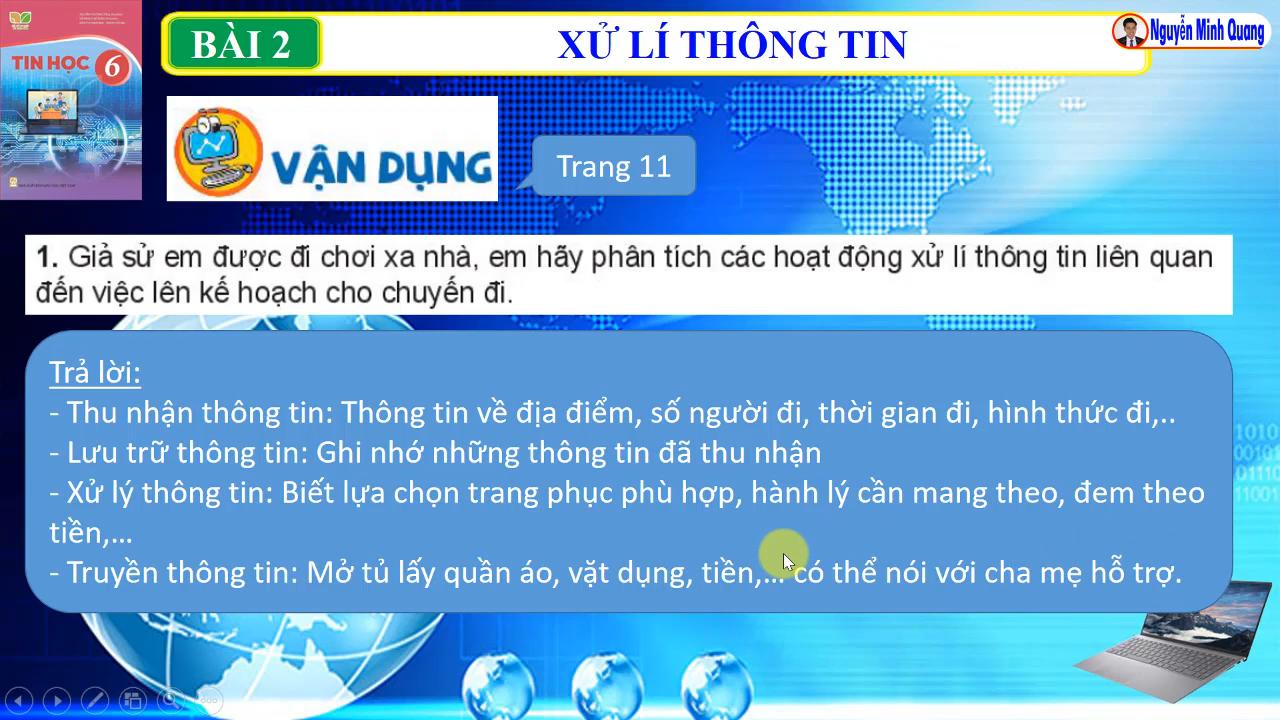 BÀI 2
XỬ LÍ THÔNG TIN
Nguyễn Minh Quang
TIN HỌC 6
VẬN DỤNG
Trang 11
1. Giả sử em được đi chơi xa nhà, em hãy phân tích các hoạt động xử lí thông tin liên quan
đến việc lên kế hoạch cho chuyến đi.
Trả lời:
- Thu nhận thông tin: Thông tin về địa điểm, số người đi, thời gian đi, hình thức đi,..
- Lưu trữ thông tin: Ghi nhớ những thông tin đã thu nhận
- Xử lý thông tin: Biết lựa chọn trang phục phù hợp, hành lý cần mang theo, đem theo
tiền,...
- Truyền thông tin: Mở tủ lấy quần áo, vặt dụng, tiền,... có thể nói với cha mẹ hỗ trợ.